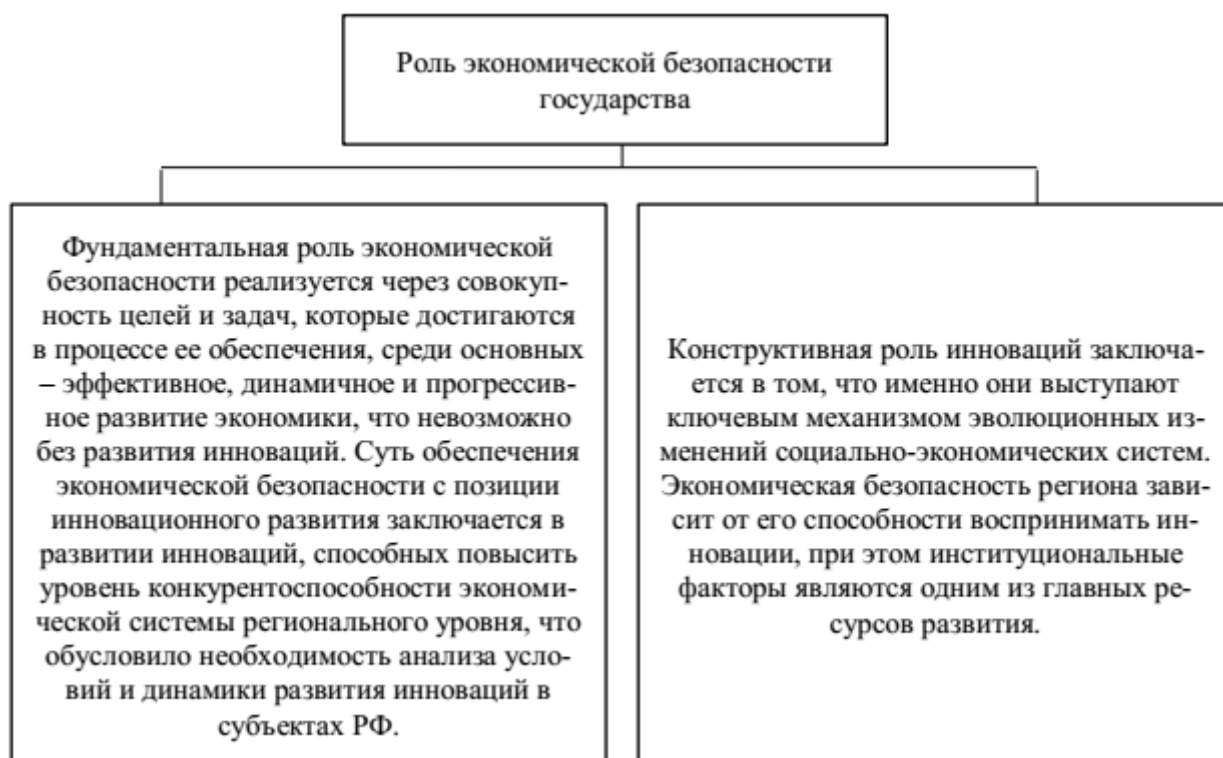 Роль экономической безопасности
государства
Фундаментальная роль экономической
безопасности реализуется через совокуп-
ность целей и задач, которые достигаются
в процессе ее обеспечения, среди основных
– эффективное, динамичное и прогрессив-
ное развитие экономики, что невозможно
без развития инноваций. Суть обеспечения
экономической безопасности с позиции
инновационного развития заключается в
развитии инноваций, способных повысить
уровень конкурентоспособности экономи-
ческой системы регионального уровня, что
обусловило необходимость анализа усло-
вий и динамики развития инноваций в
субъектах РФ.
Конструктивная роль инноваций заключа-
ется в том, что именно они выступают
ключевым механизмом эволюционных из-
менений социально-экономических систем.
Экономическая безопасность региона зави-
сит от его способности воспринимать ин-
новации, при этом институциональные
факторы являются одним из главных ре-
сурсов развития.